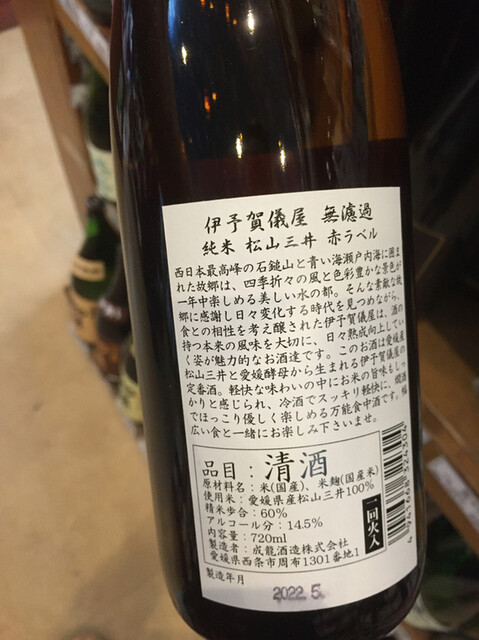 伊予賀儀屋 無濾過
純米 松山三井 赤ラベル
西日本最高峰の石鎚山と青い海瀬戸内海に囲ま
れた故郷は、四季折々の風と色彩豊かな景色が
一年中楽しめる美しい水の都。そんな素敵な故
郷に感謝し日々変化する時代を見つめながら、
食との相性を考え醸された伊予賀儀屋は、酒の
持つ本来の風味を大切に、日々熟成向上してい
く姿が魅力的なお酒達です。このお酒は愛媛産
松山三井と愛媛酵母から生まれる伊予賀儀屋の
定番酒。軽快な味わいの中にお米の旨味もしっ
かりと感じられ、冷酒でスッキリ軽快に、燗酒
でほっこり優しく楽しめる万能食中酒です。幅
広い食と一緒にお楽しみ下さいませ。
品目：清酒
原材料名：米(国産)、米麹(国産米)
使用米：愛媛県産松山三井100%
精米歩合：60%
アルコール分：14.5%
内容量：720ml
製造者：成龍酒造株式会社
愛媛県西条市周布1301番地1
一回火入
製造年月
2022.5